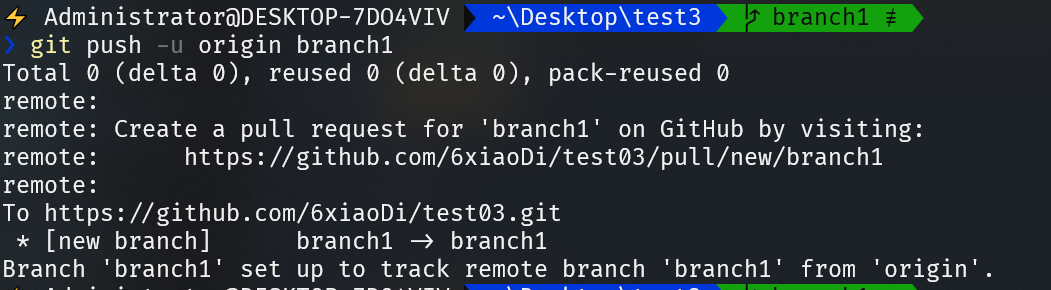 Administrator@DESKTOP-7DO4VIV ~\Desktop\test3 branch1 ≢
❯ git push -u origin branch1
Total 0 (delta 0), reused 0 (delta 0), pack-reused 0
remote:
remote: Create a pull request for 'branch1' on GitHub by visiting:
remote:      https://github.com/6xiaoDi/test03/pull/new/branch1
remote:
To https://github.com/6xiaoDi/test03.git
 * [new branch]      branch1 -> branch1
Branch 'branch1' set up to track remote branch 'branch1' from 'origin'.